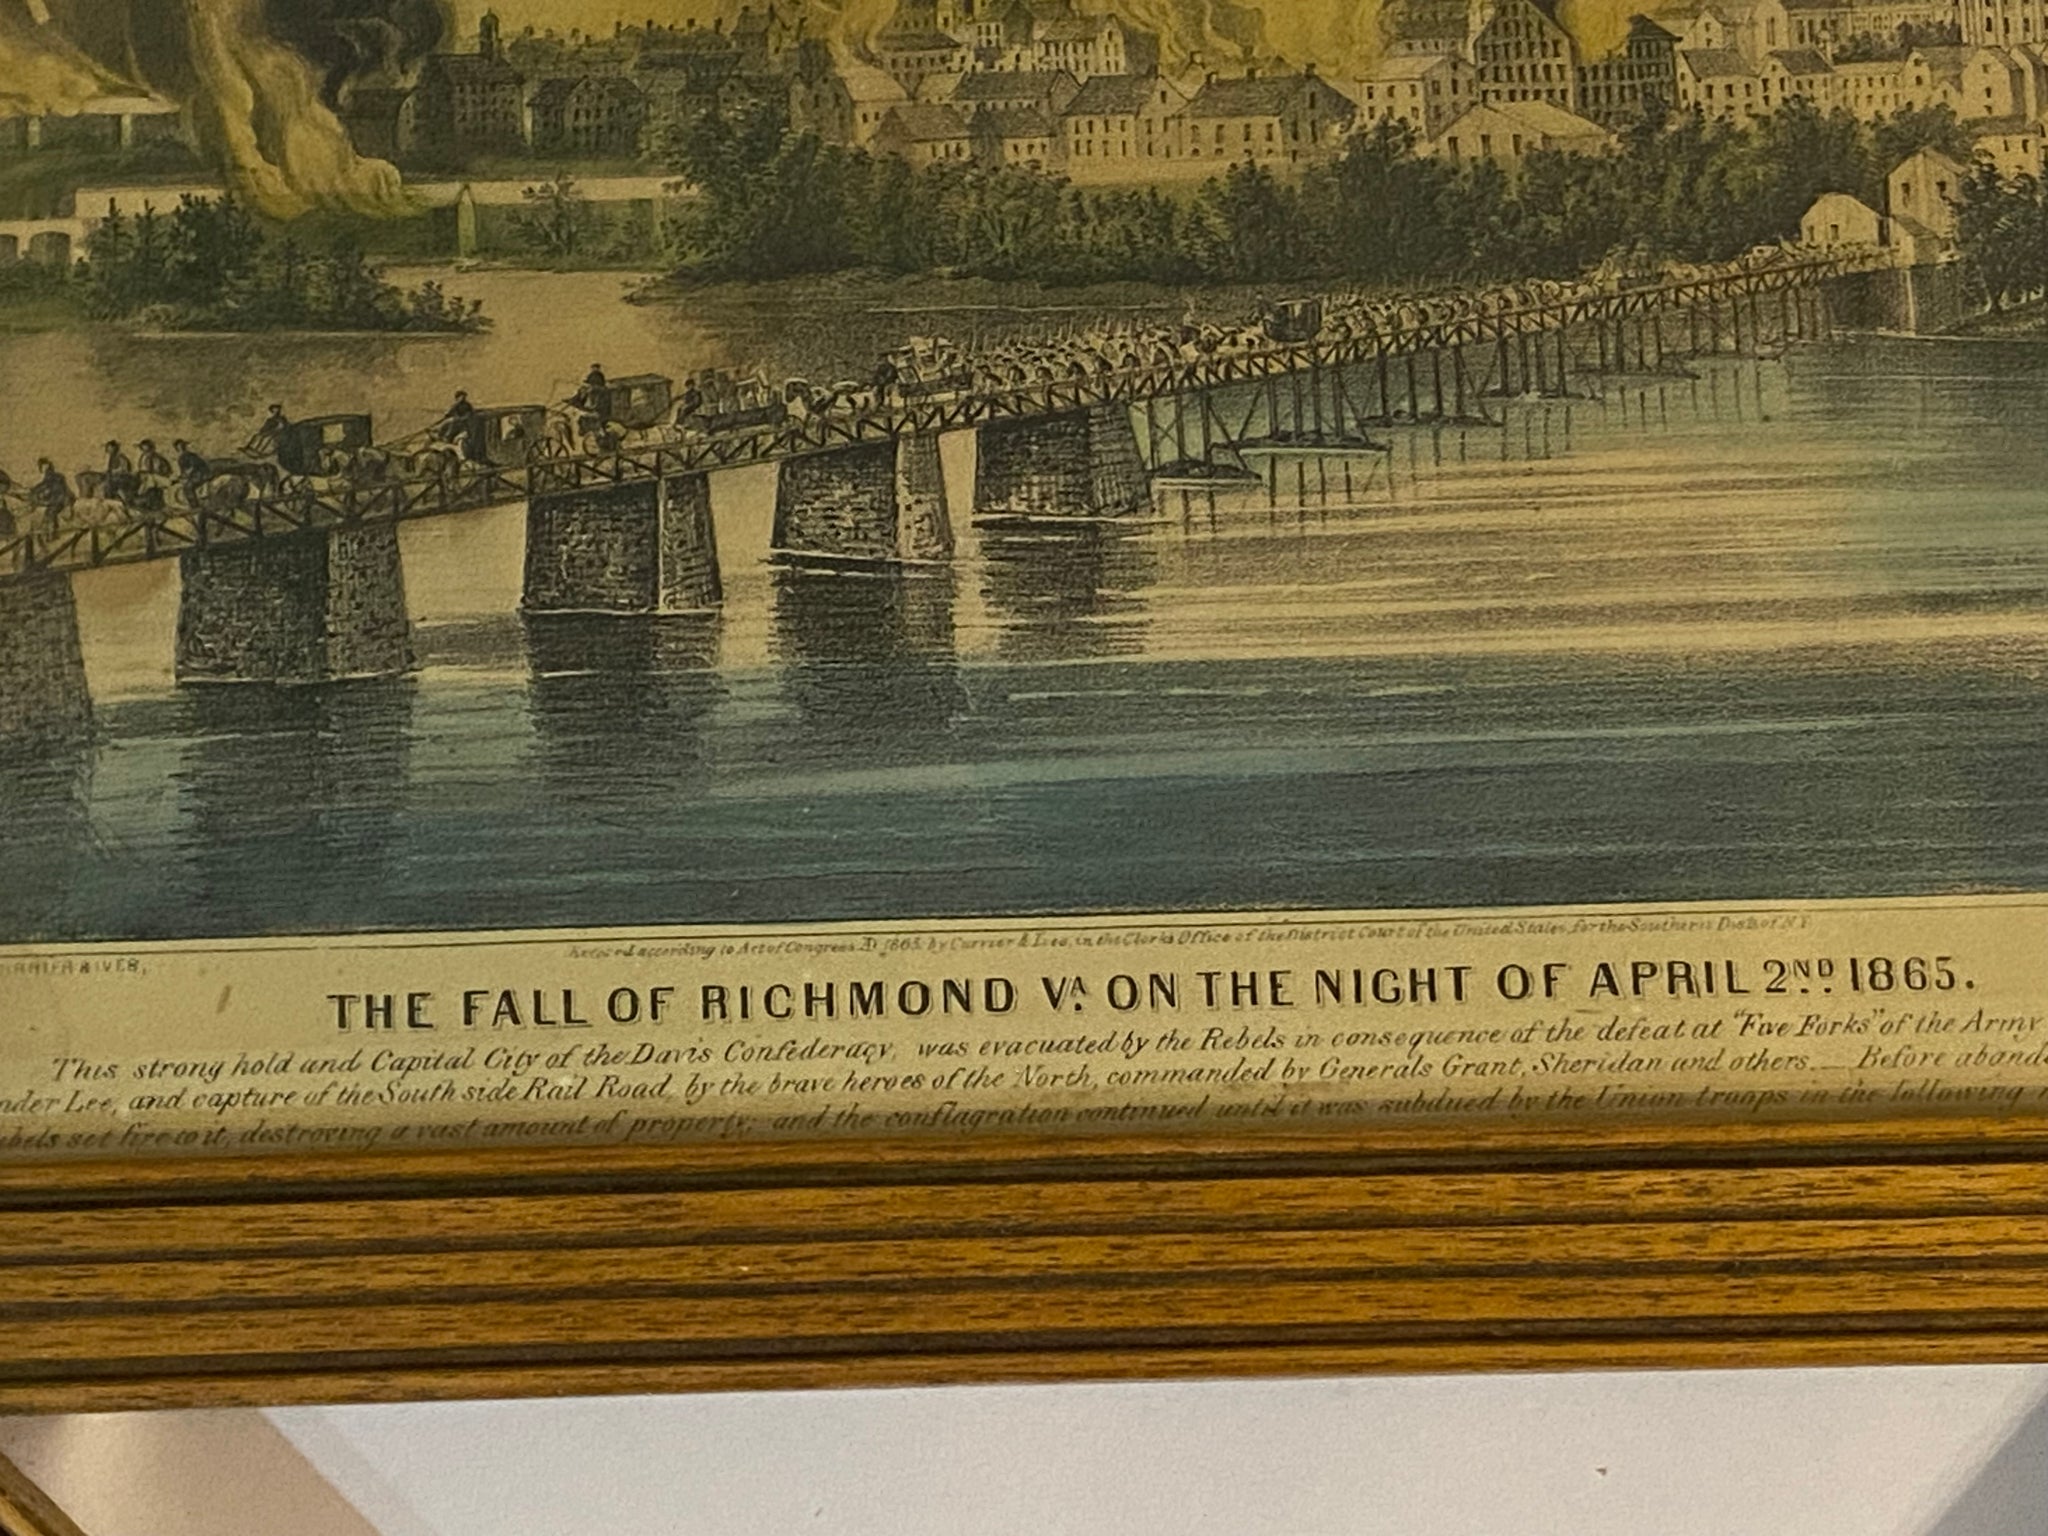 Entered according to Act of Congress AD 1865, by Currier & Ives, in the Clerks Office of the District Court of the United States, for the Southern Dist. of N.Y.
RIVER,
THE FALL OF RICHMOND VA. ON THE NIGHT OF APRIL 2ND. 1865.
This strong hold and Capital City of the Davis Confederacy, was evacuated by the Rebels in consequence of the defeat at "Five Forks" of the Army
nder Lee, and capture of the South side Rail Road, by the brave heroes of the North, commanded by Generals Grant, Sheridan and others.— Before aband
ebels set fire to it, destroying a vast amount of property; and the conflagration continued until it was subdued by the Union troops in the following